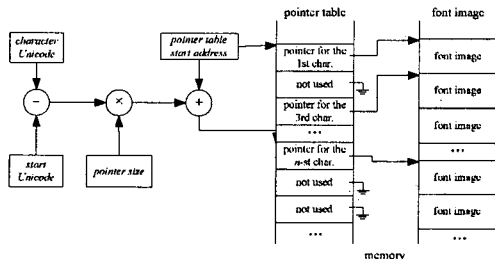 pointer table
font image
character
Unicode
pointer table
start address
pointer for the
1st char.
font image
not used
font image
−
×
+
pointer for the
3rd char.
font image
...
start
Unicode
pointer size
pointer for the
n-st char.
...
font image
not used
not used
font image
...
font image
memory